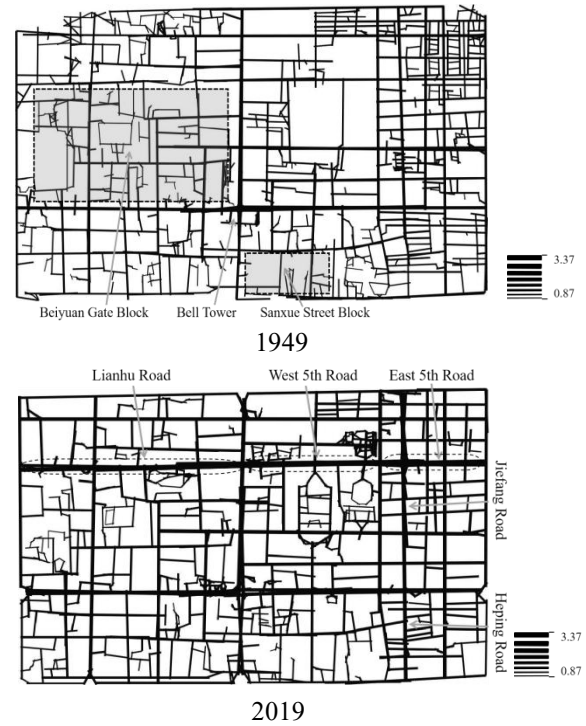 3.37
0.87
Beiyuan Gate Block
Bell Tower
Sanxue Street Block
1949
Lianhu Road
West 5th Road
East 5th Road
Jiefang Road
Heping Road
3.37
0.87
2019